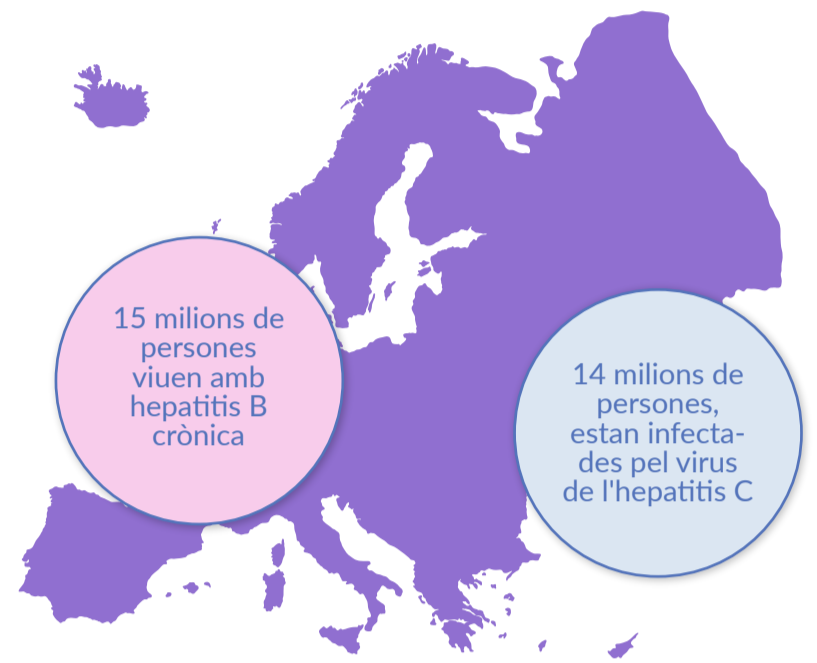 15 milions de
persones
viuen amb
hepatitis B
crònica
14 milions de
persones,
estan infecta-
des pel virus
de l'hepatitis C